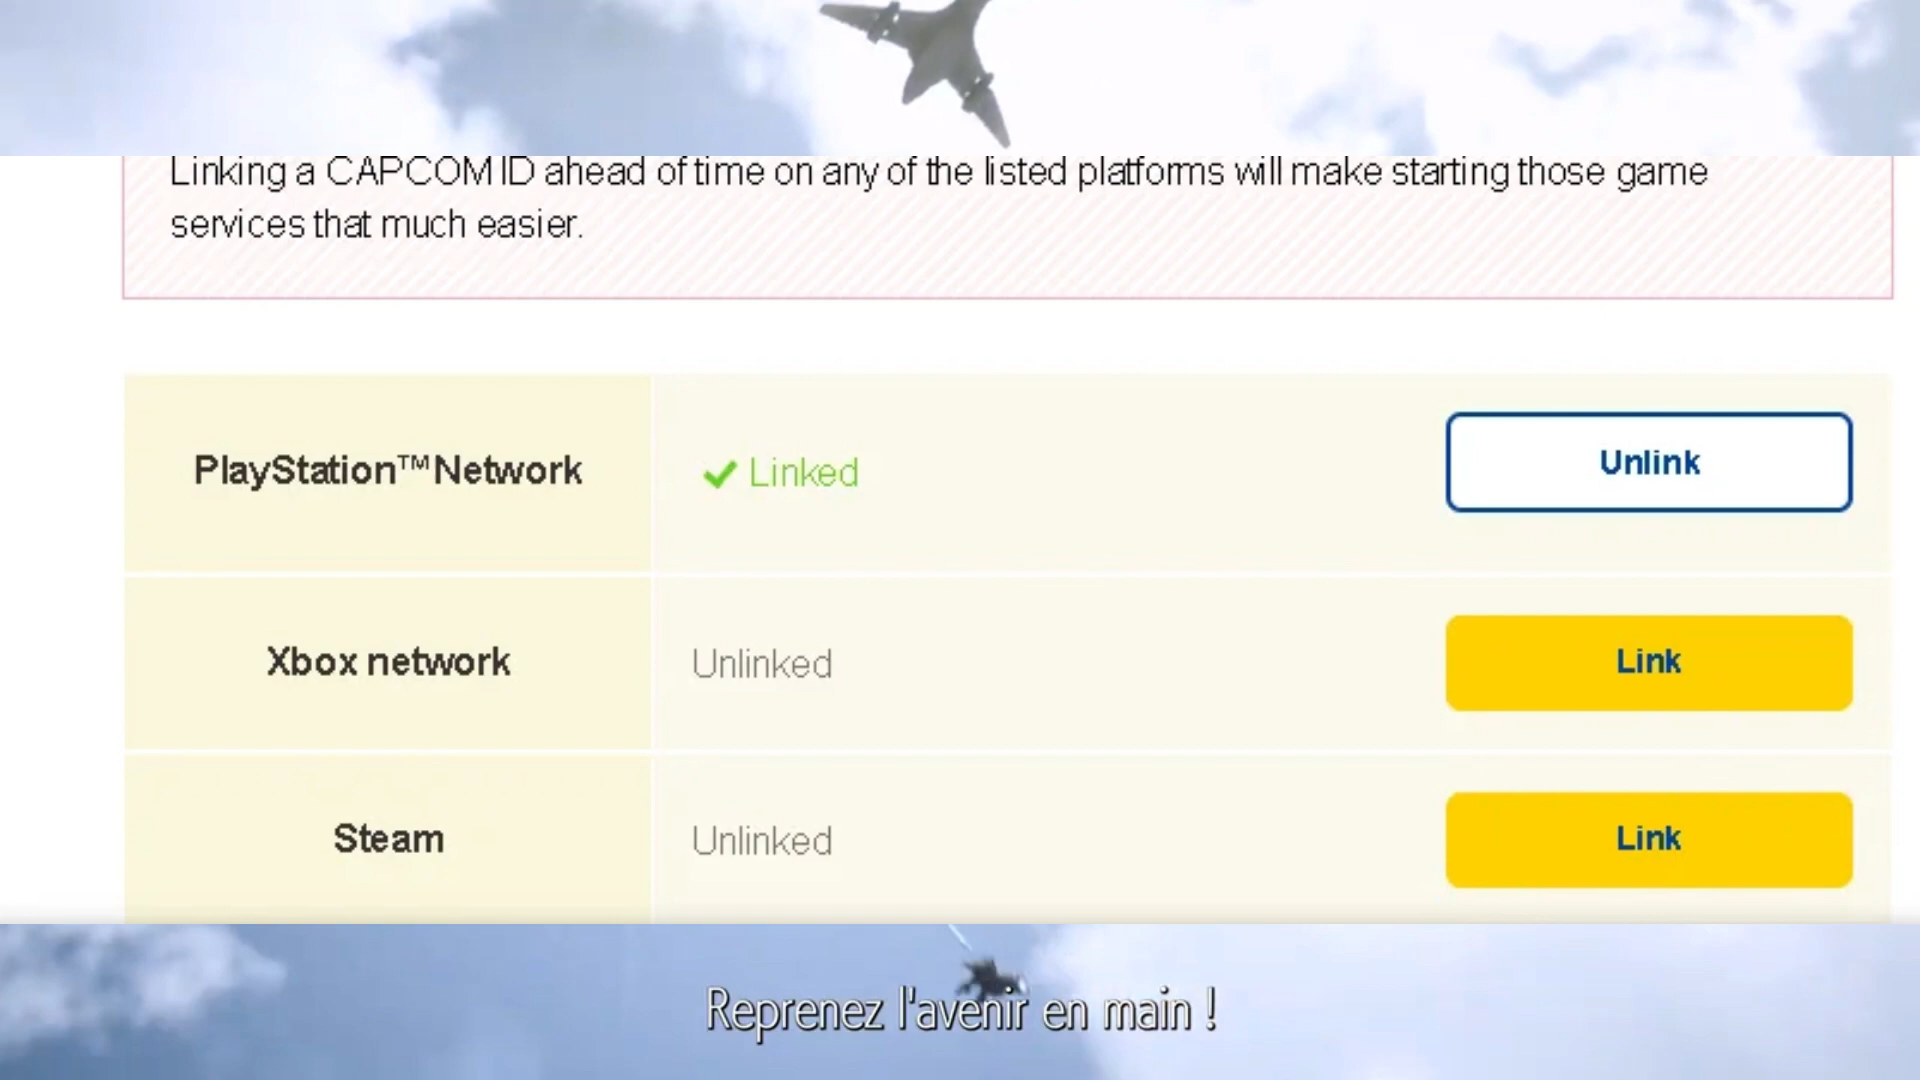 Linking a CAPCOM ID ahead of time on any of the listed platforms will make starting those game
services that much easier.
PlayStation™Network
Linked
Unlink
Xbox network
Unlinked
Link
Steam
Unlinked
Link
Reprenez l'avenir en main !